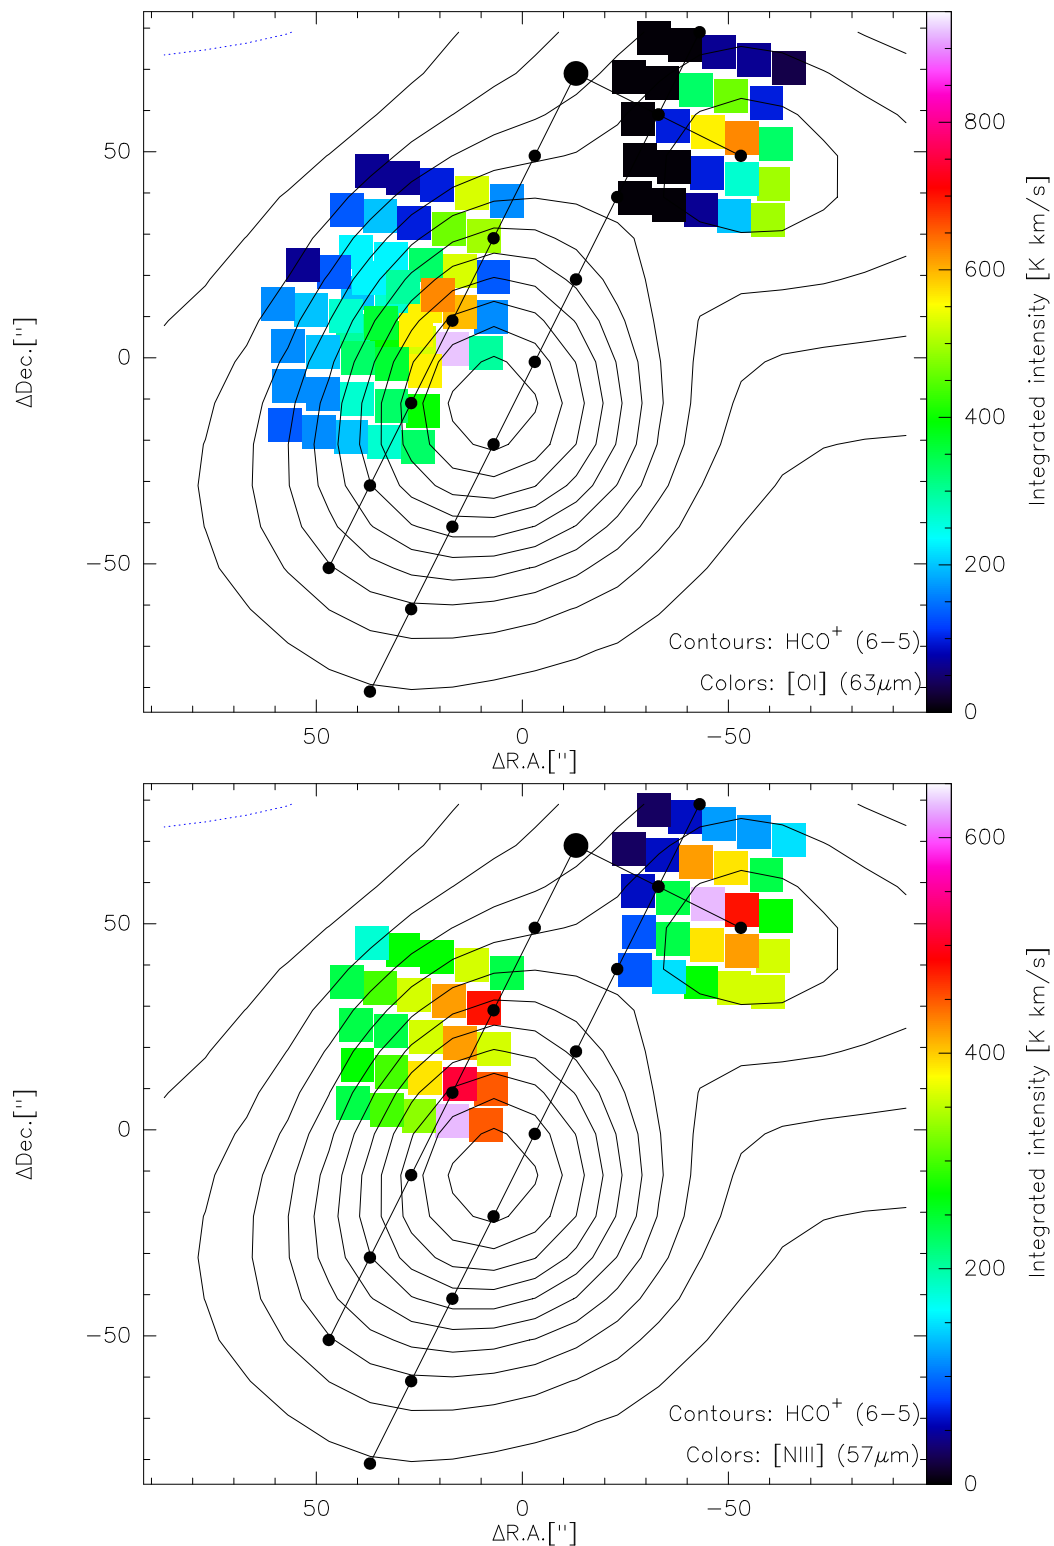 50
0
−50
ΔDec.["]
50
0
−50
ΔR.A.["]
Contours: HCO⁺ (6−5)
Colors: [OI] (63μm)
800
600
400
200
0
Integrated intensity [K km/s]
50
0
−50
ΔDec.["]
50
0
−50
ΔR.A.["]
Contours: HCO⁺ (6−5)
Colors: [NIII] (57μm)
600
400
200
0
Integrated intensity [K km/s]